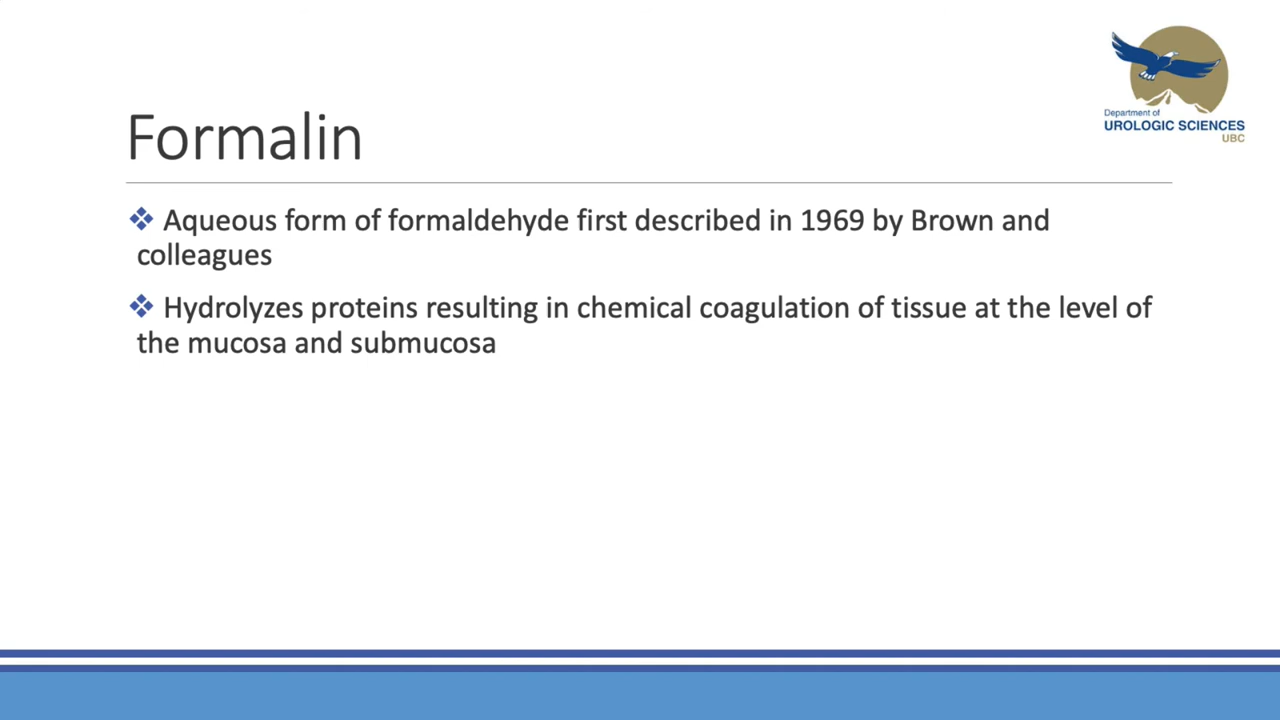 Department of
UROLOGIC SCIENCES
UBC
Formalin
Aqueous form of formaldehyde first described in 1969 by Brown and
colleagues
Hydrolyzes proteins resulting in chemical coagulation of tissue at the level of
the mucosa and submucosa